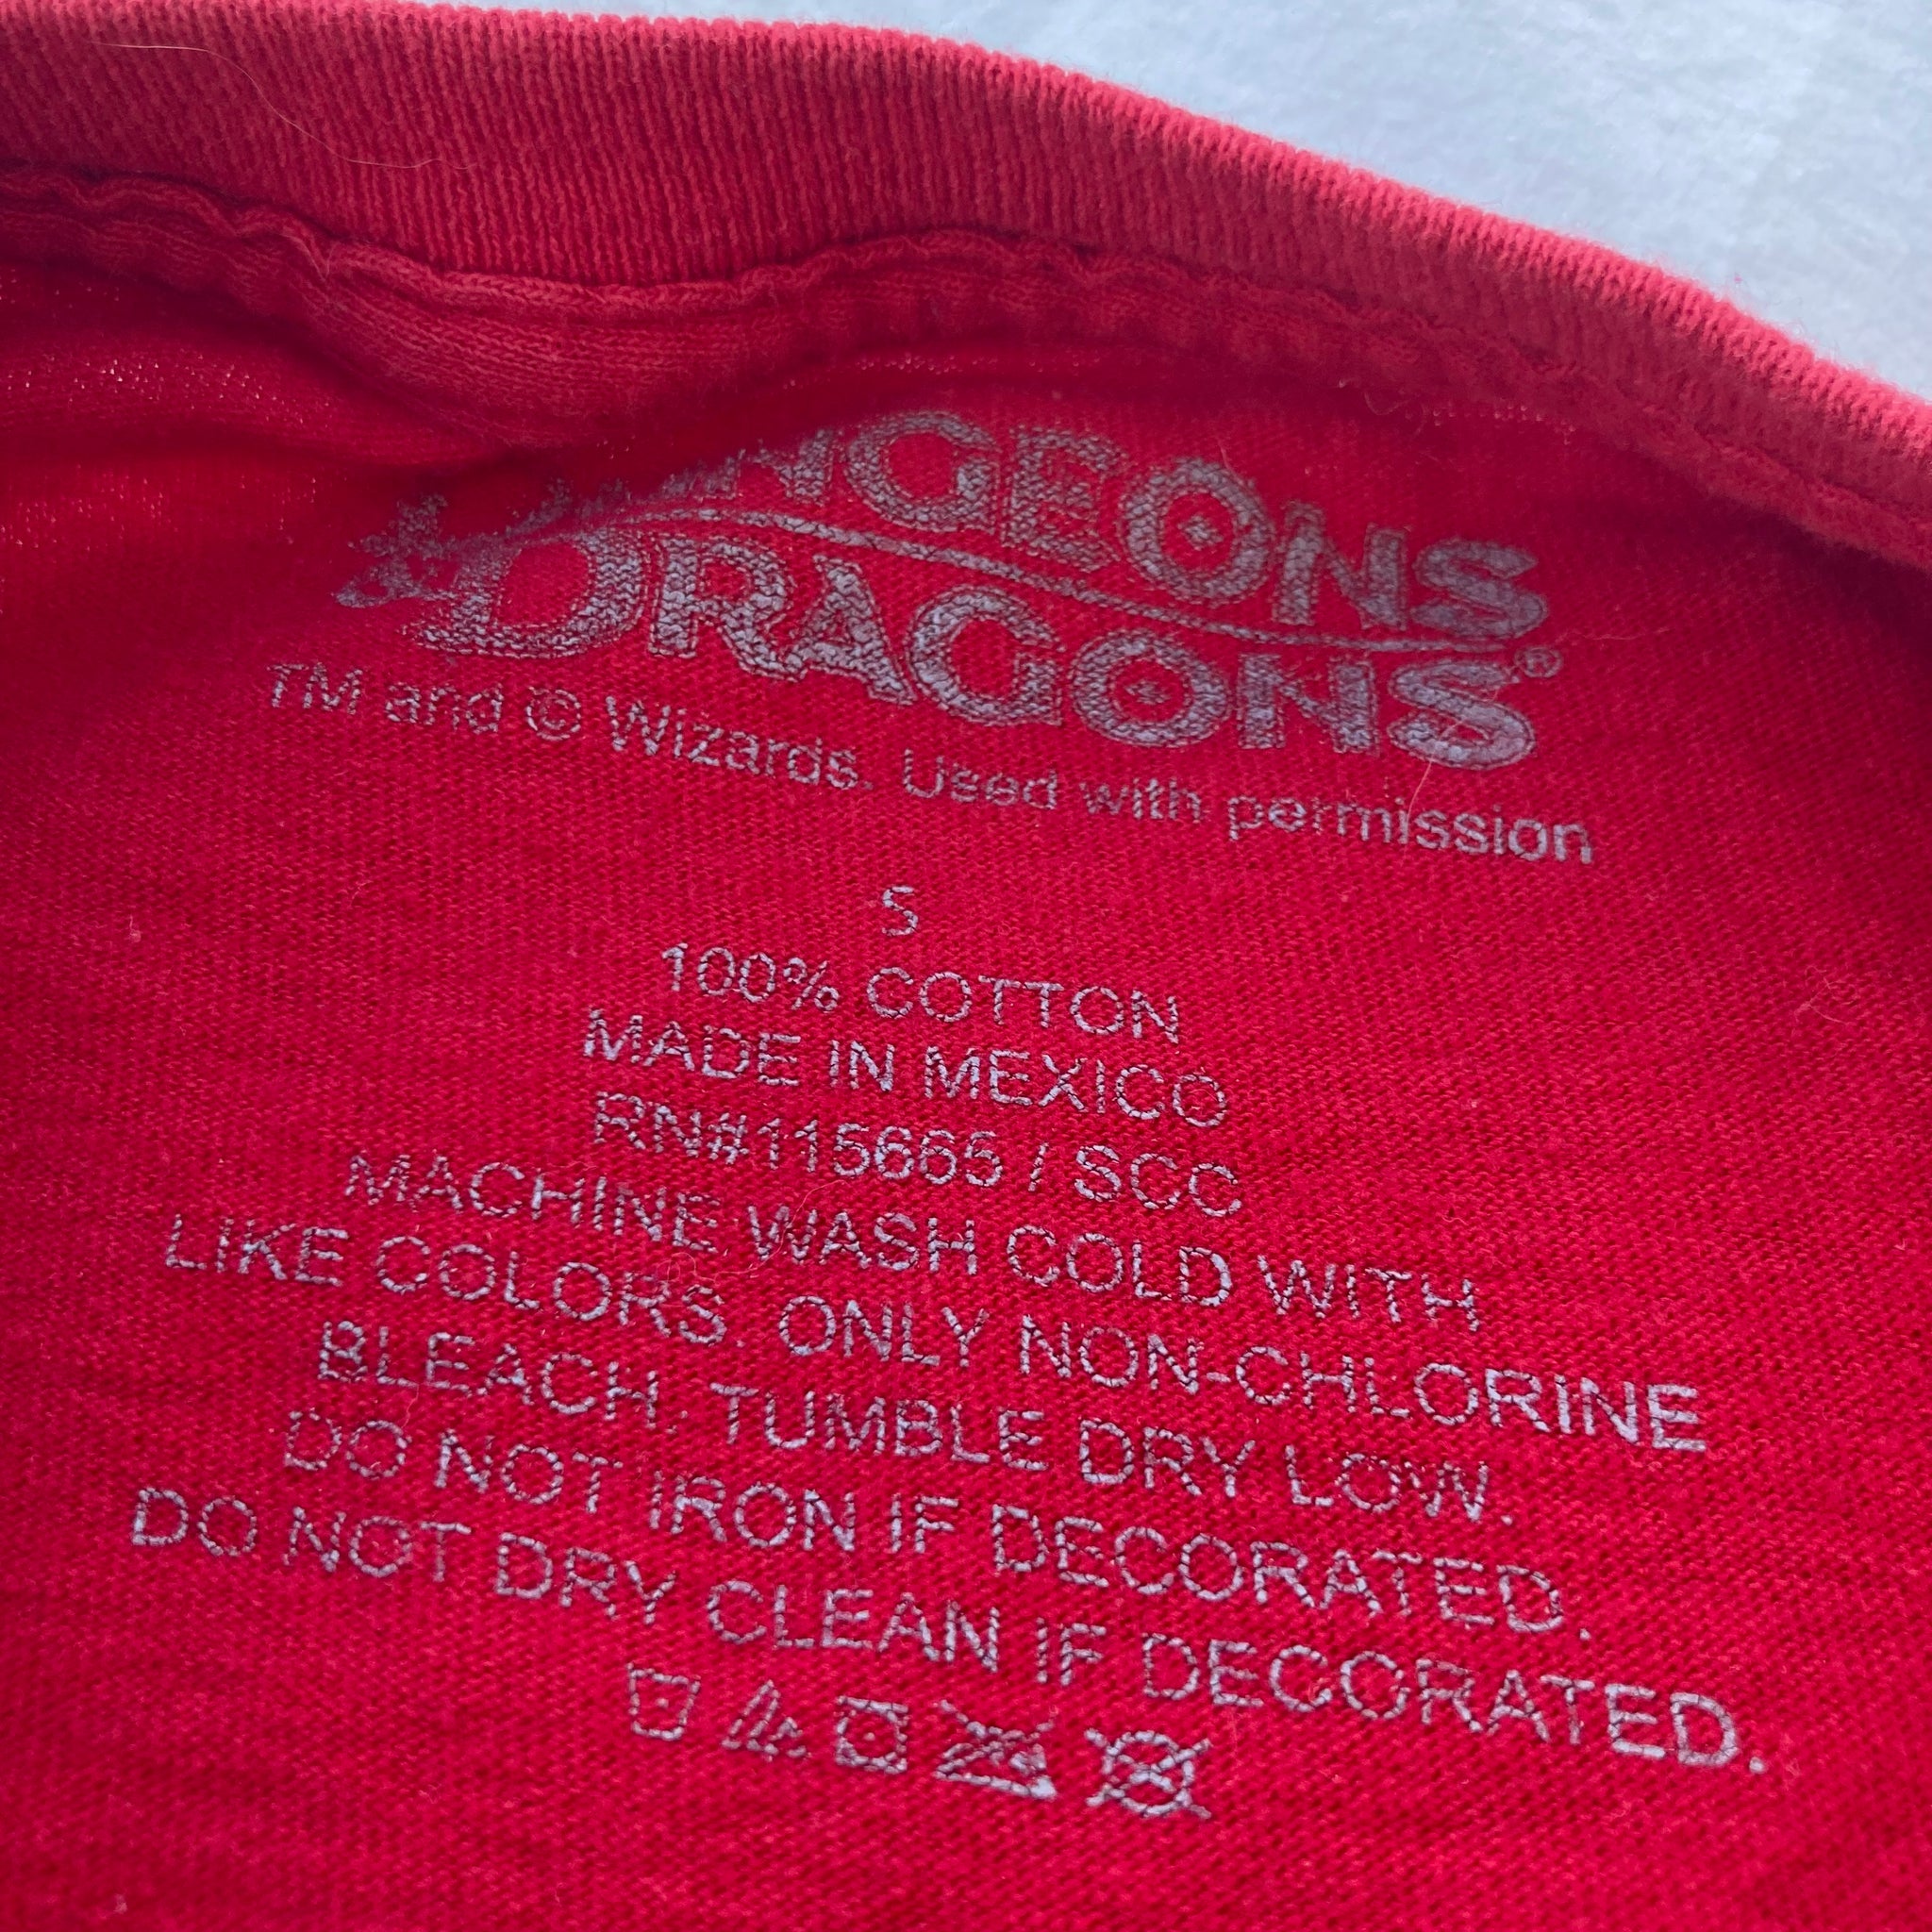 DUNGEONS
& DRAGONS®
TM and © Wizards. Used with permission
S
100% COTTON
MADE IN MEXICO
RN#115665 / SCC
MACHINE WASH COLD WITH
LIKE COLORS. ONLY NON-CHLORINE
BLEACH. TUMBLE DRY LOW.
DO NOT IRON IF DECORATED.
DO NOT DRY CLEAN IF DECORATED.